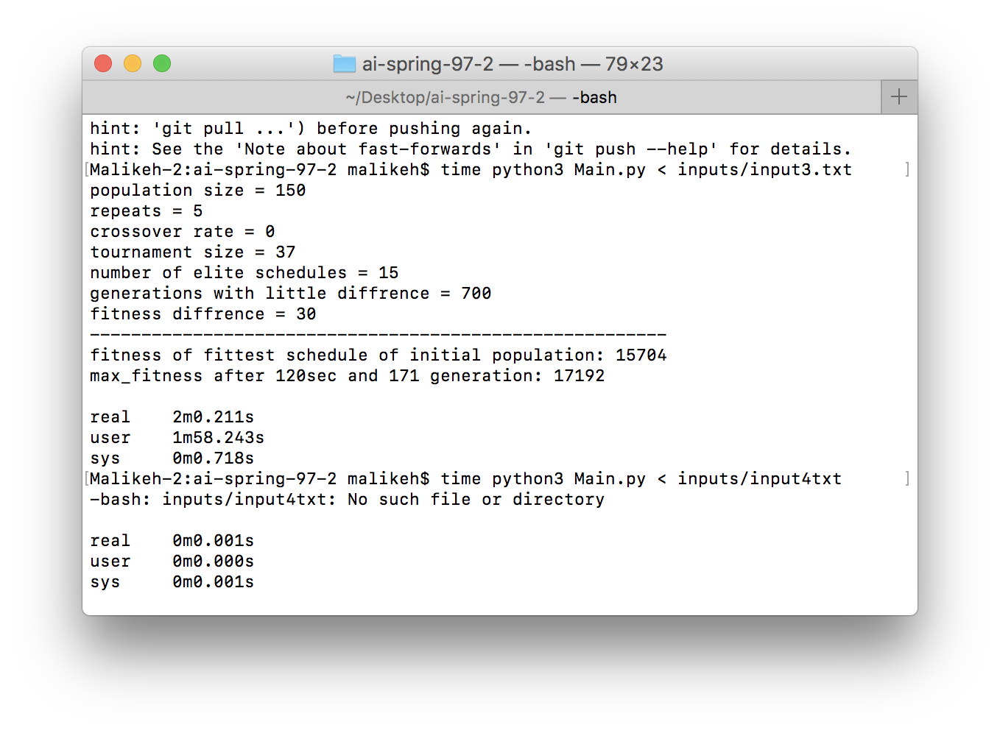 ai-spring-97-2 — -bash — 79×23
~/Desktop/ai-spring-97-2 — -bash
hint: 'git pull ...') before pushing again.
hint: See the 'Note about fast-forwards' in 'git push --help' for details.
[Malikeh-2:ai-spring-97-2 malikeh$ time python3 Main.py < inputs/input3.txt ]
population size = 150
repeats = 5
crossover rate = 0
tournament size = 37
number of elite schedules = 15
generations with little diffrence = 700
fitness diffrence = 30
--------------------------------------------------------
fitness of fittest schedule of initial population: 15704
max_fitness after 120sec and 171 generation: 17192
real 2m0.211s
user 1m58.243s
sys 0m0.718s
[Malikeh-2:ai-spring-97-2 malikeh$ time python3 Main.py < inputs/input4txt ]
-bash: inputs/input4txt: No such file or directory
real 0m0.001s
user 0m0.000s
sys 0m0.001s